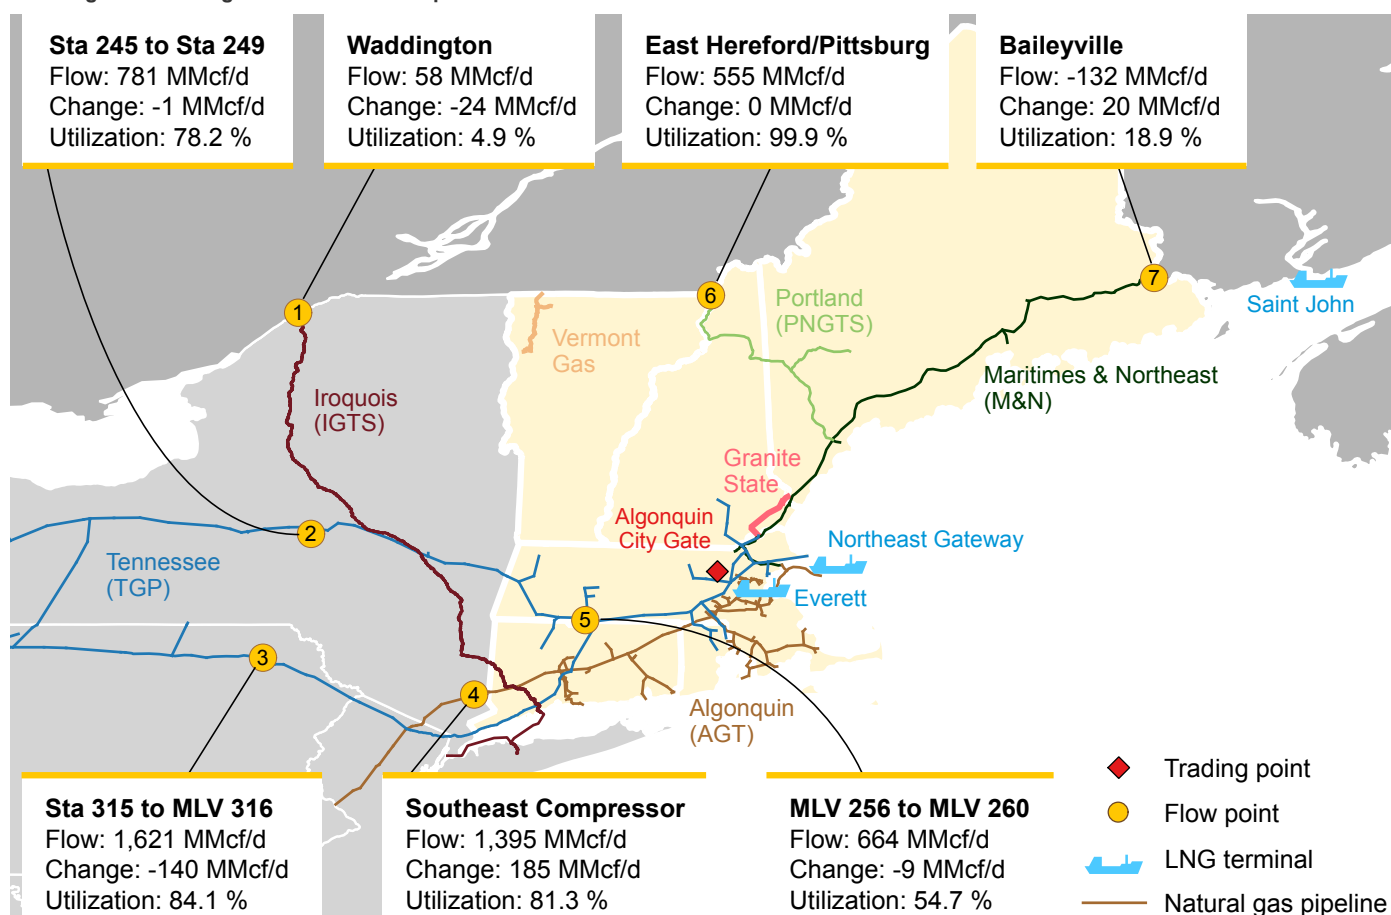 Sta 245 to Sta 249
Flow: 781 MMcf/d
Change: -1 MMcf/d
Utilization: 78.2 %
Waddington
Flow: 58 MMcf/d
Change: -24 MMcf/d
Utilization: 4.9 %
East Hereford/Pittsburg
Flow: 555 MMcf/d
Change: 0 MMcf/d
Utilization: 99.9 %
Baileyville
Flow: -132 MMcf/d
Change: 20 MMcf/d
Utilization: 18.9 %
1
6
7
Portland
(PNGTS)
Saint John
Vermont
Gas
Maritimes & Northeast
(M&N)
Iroquois
(IGTS)
Granite
State
Algonquin
City Gate
2
Northeast Gateway
Tennessee
(TGP)
Everett
5
3
4
Algonquin
(AGT)
Sta 315 to MLV 316
Flow: 1,621 MMcf/d
Change: -140 MMcf/d
Utilization: 84.1 %
Southeast Compressor
Flow: 1,395 MMcf/d
Change: 185 MMcf/d
Utilization: 81.3 %
MLV 256 to MLV 260
Flow: 664 MMcf/d
Change: -9 MMcf/d
Utilization: 54.7 %
Trading point
Flow point
LNG terminal
Natural gas pipeline